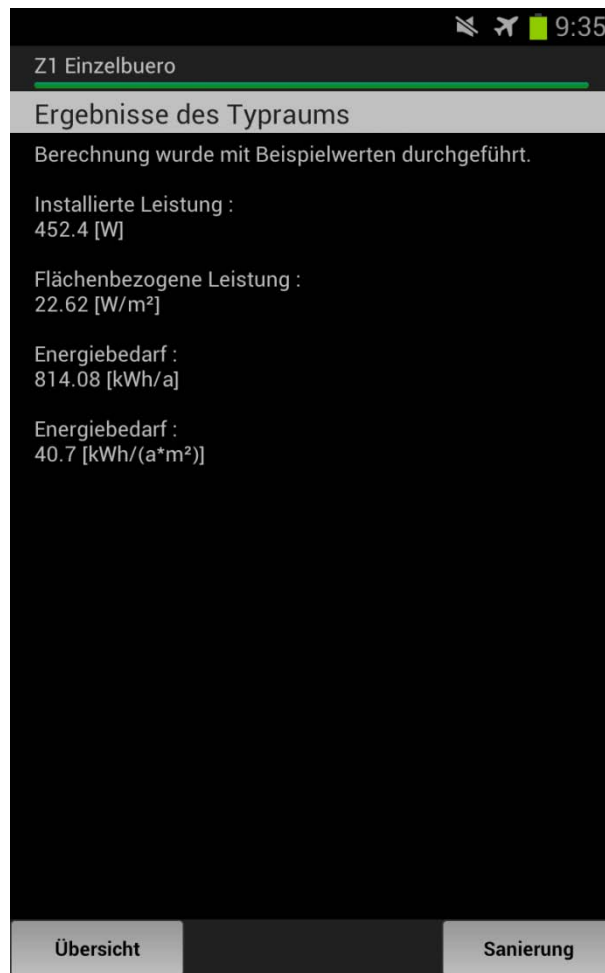 9:35
Z1 Einzelbuero
Ergebnisse des Typraums
Berechnung wurde mit Beispielwerten durchgeführt.
Installierte Leistung :
452.4 [W]
Flächenbezogene Leistung :
22.62 [W/m²]
Energiebedarf :
814.08 [kWh/a]
Energiebedarf :
40.7 [kWh/(a*m²)]
Übersicht
Sanierung